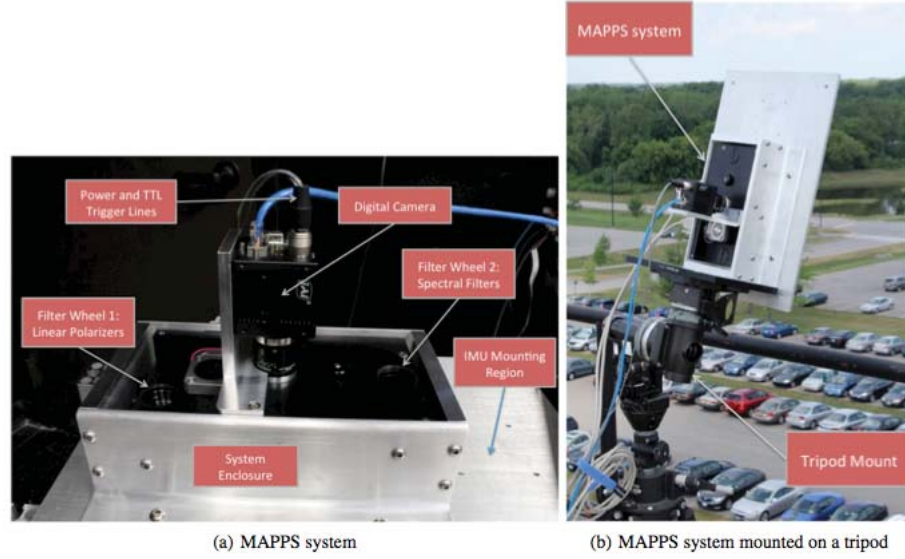 MAPPS system
Power and TTL
Trigger Lines
Digital Camera
Filter Wheel 2:
Spectral Filters
Filter Wheel 1:
Linear Polarizers
IMU Mounting
Region
System
Enclosure
Tripod Mount
(a) MAPPS system
(b) MAPPS system mounted on a tripod